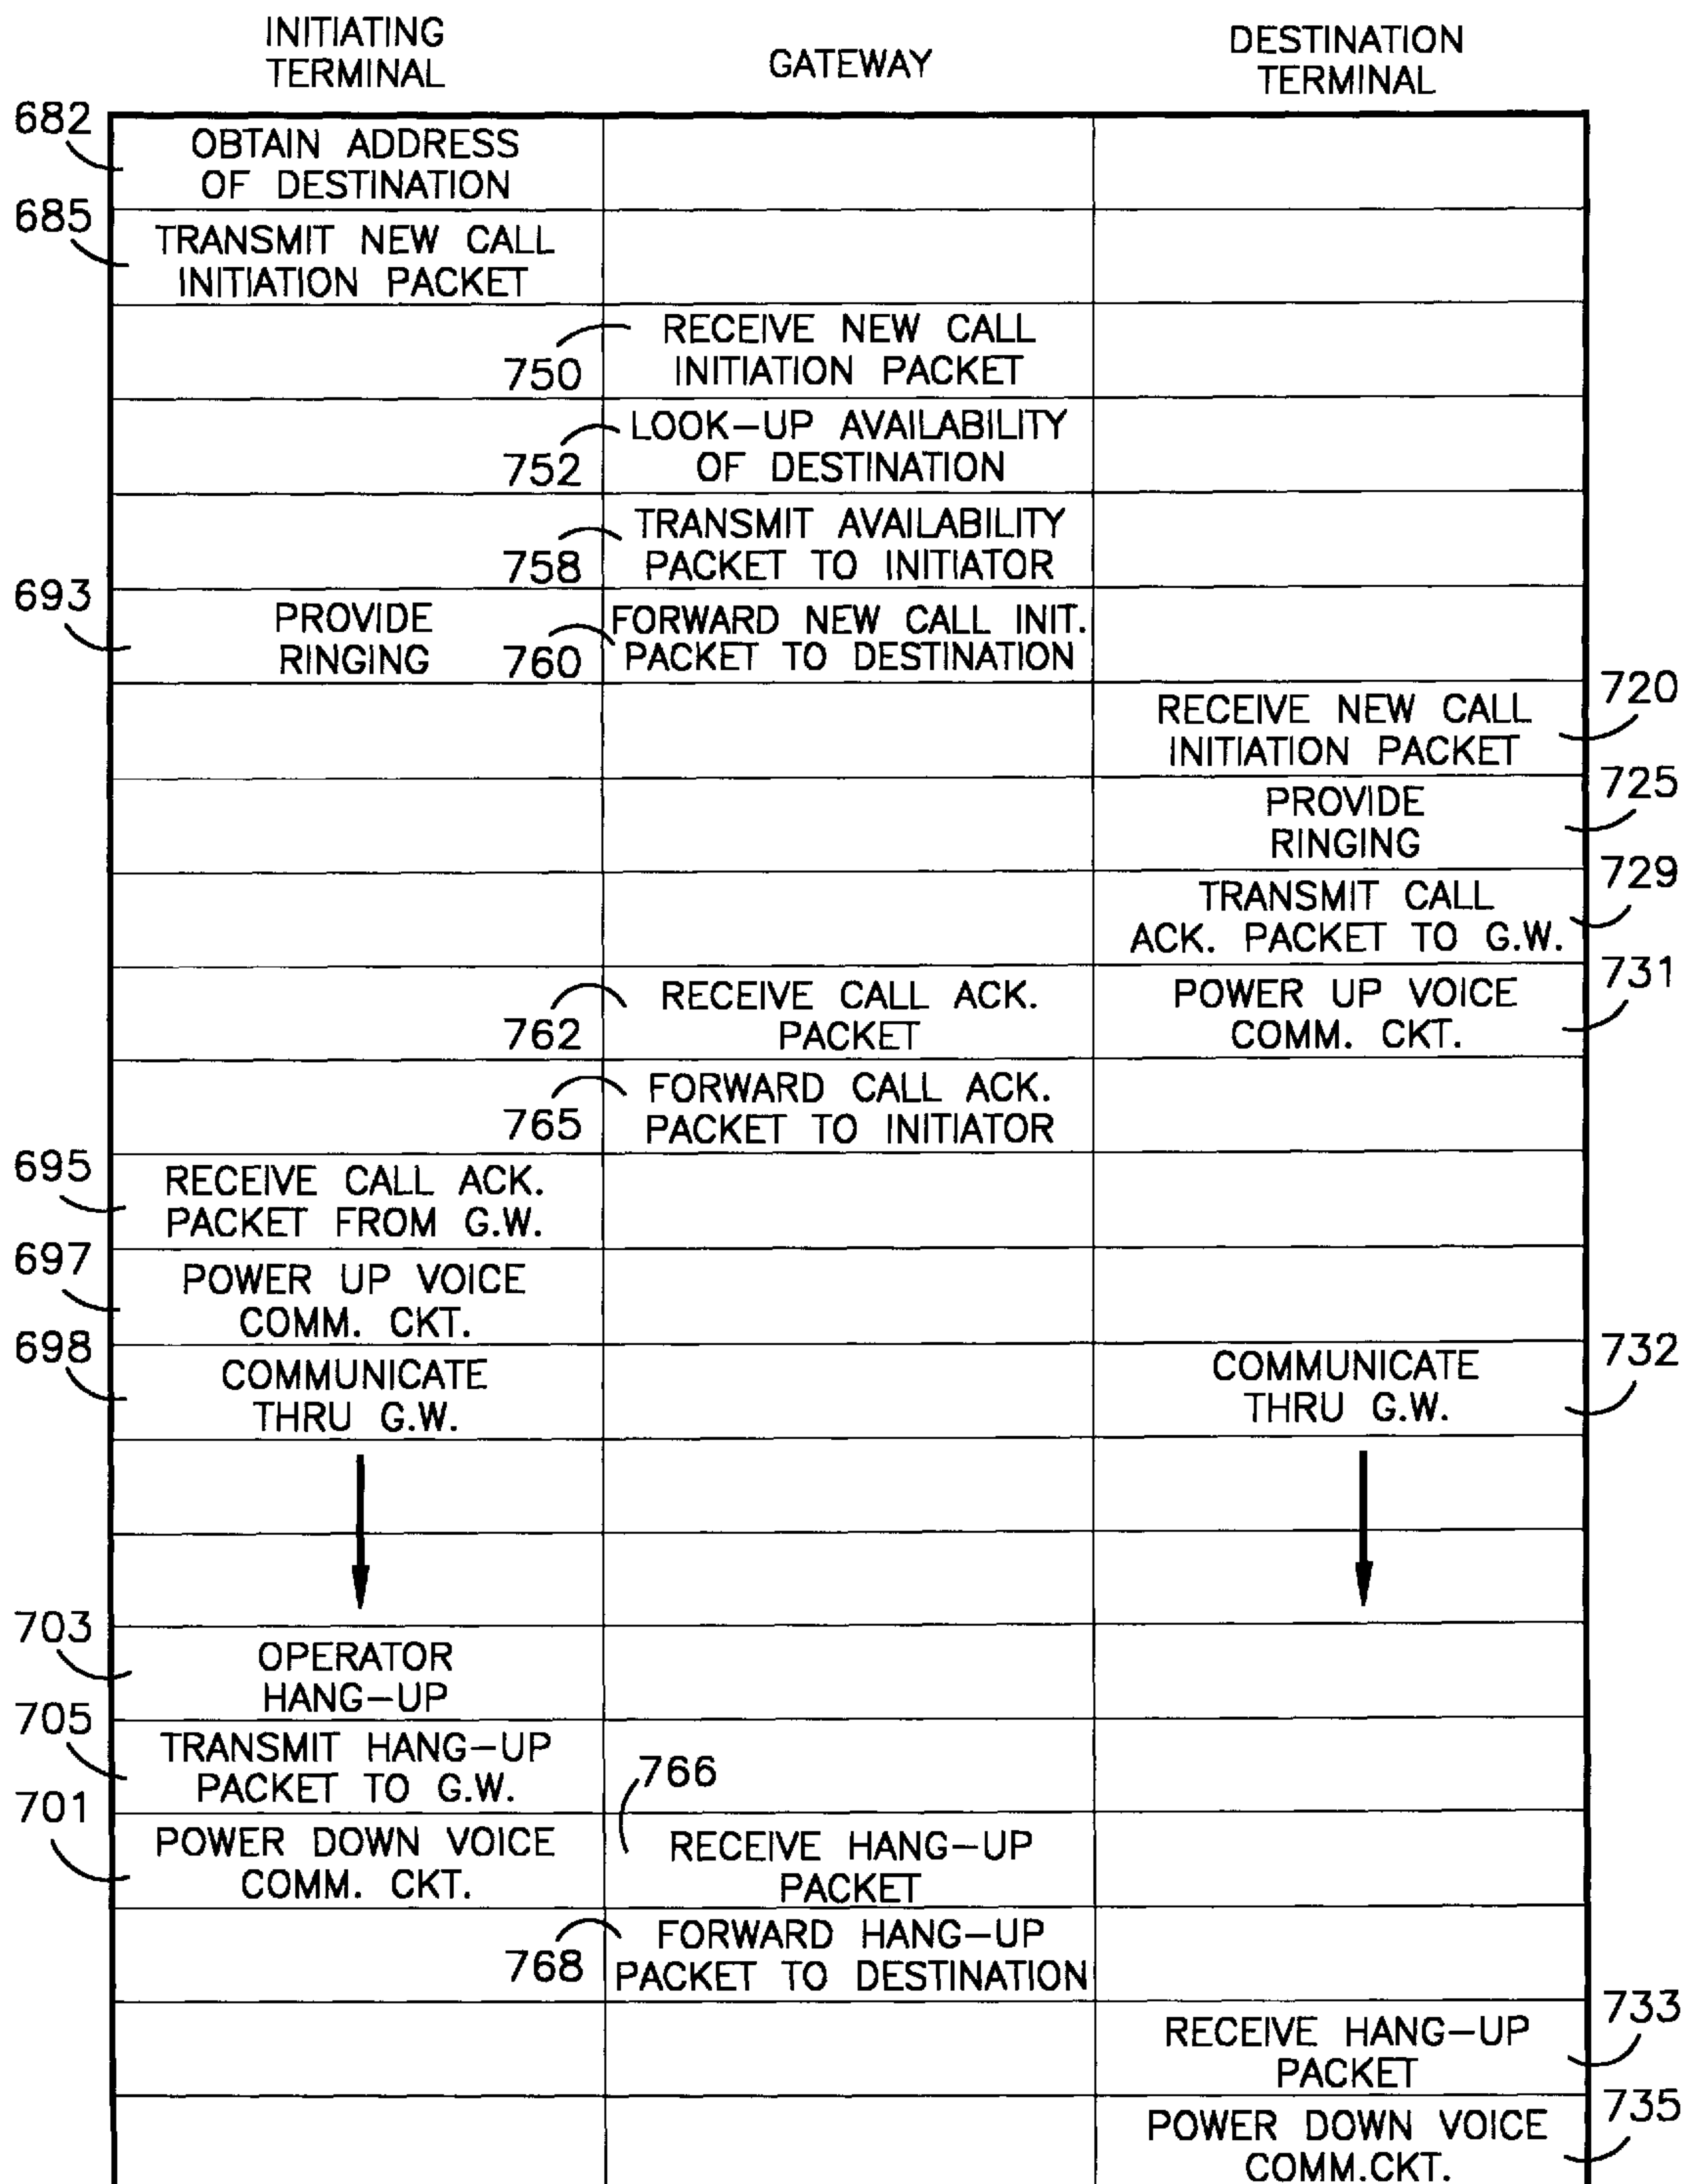 INITIATING
TERMINAL
GATEWAY
DESTINATION
TERMINAL
682
OBTAIN ADDRESS
OF DESTINATION
685
TRANSMIT NEW CALL
INITIATION PACKET
750
RECEIVE NEW CALL
INITIATION PACKET
752
LOOK-UP AVAILABILITY
OF DESTINATION
758
TRANSMIT AVAILABILITY
PACKET TO INITIATOR
693
PROVIDE
RINGING
760
FORWARD NEW CALL INIT.
PACKET TO DESTINATION
720
RECEIVE NEW CALL
INITIATION PACKET
725
PROVIDE
RINGING
729
TRANSMIT CALL
ACK. PACKET TO G.W.
762
RECEIVE CALL ACK.
PACKET
731
POWER UP VOICE
COMM. CKT.
765
FORWARD CALL ACK.
PACKET TO INITIATOR
695
RECEIVE CALL ACK.
PACKET FROM G.W.
697
POWER UP VOICE
COMM. CKT.
698
COMMUNICATE
THRU G.W.
732
COMMUNICATE
THRU G.W.
703
OPERATOR
HANG-UP
705
TRANSMIT HANG-UP
PACKET TO G.W.
766
701
POWER DOWN VOICE
COMM. CKT.
RECEIVE HANG-UP
PACKET
768
FORWARD HANG-UP
PACKET TO DESTINATION
733
RECEIVE HANG-UP
PACKET
735
POWER DOWN VOICE
COMM.CKT.